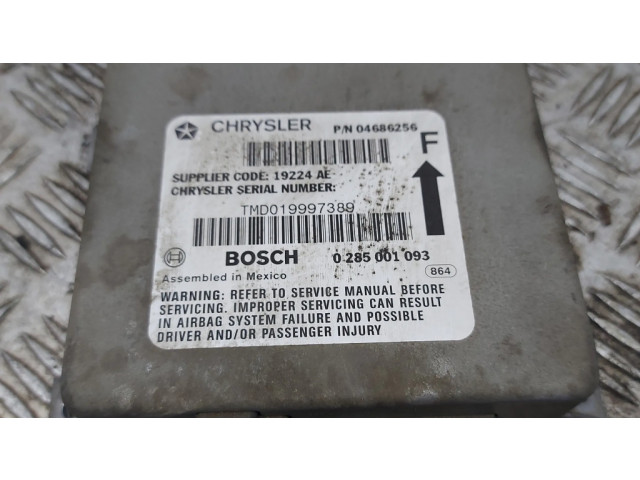 CHRYSLER P/N 04686256
F
SUPPLIER CODE: 19224 AE
CHRYSLER SERIAL NUMBER:
TMD019997389
BOSCH 0 285 001 093
Assembled in Mexico 864
WARNING: REFER TO SERVICE MANUAL BEFORE
SERVICING. IMPROPER SERVICING CAN RESULT
IN AIRBAG SYSTEM FAILURE AND POSSIBLE
DRIVER AND/OR PASSENGER INJURY